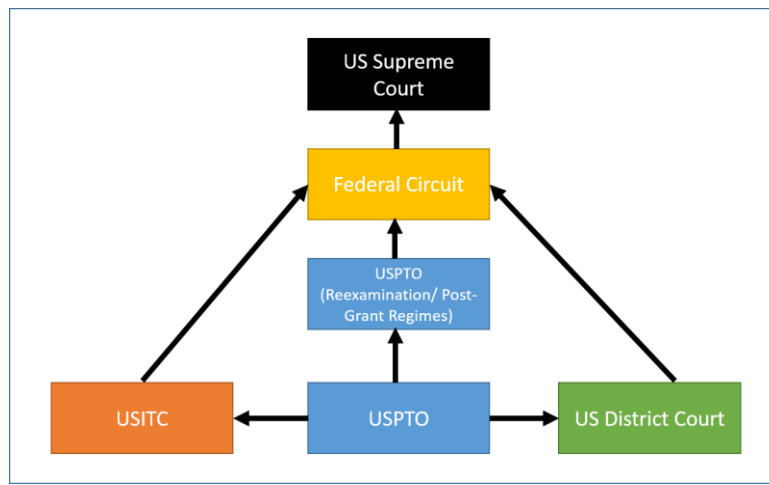 US Supreme
Court
Federal Circuit
USPTO
(Reexamination/ Post-
Grant Regimes)
USITC
USPTO
US District Court